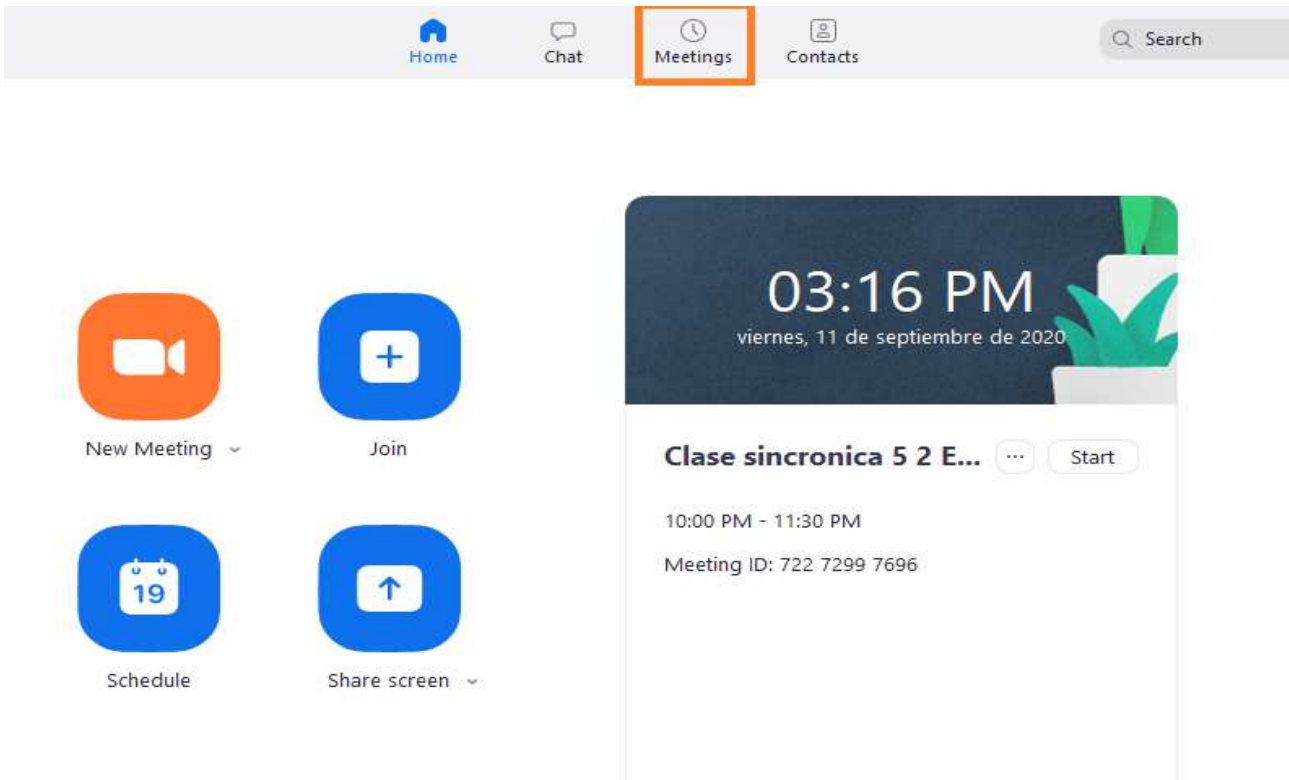 Home Chat Meetings Contacts Search
03:16 PM
viernes, 11 de septiembre de 2020
New Meeting Join
Clase sincronica 5 2 E... ... Start
10:00 PM - 11:30 PM
Meeting ID: 722 7299 7696
19
Schedule Share screen